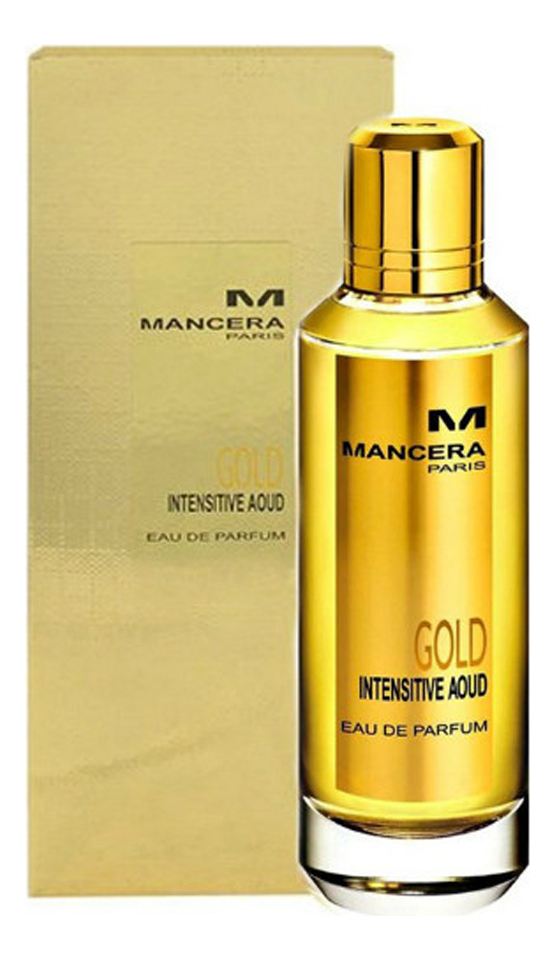 M
MANCERA
PARIS
GOLD
INTENSITIVE AOUD
EAU DE PARFUM
M
MANCERA
PARIS
GOLD
INTENSITIVE AOUD
EAU DE PARFUM